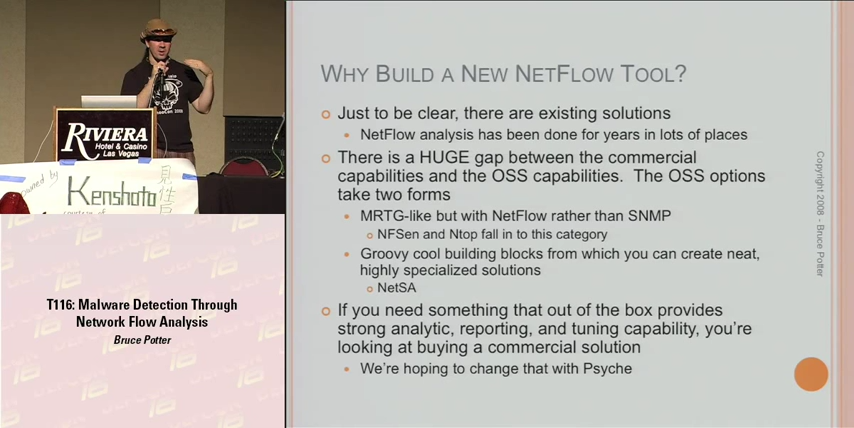 WHY BUILD A NEW NETFLOW TOOL?
Just to be clear, there are existing solutions
NetFlow analysis has been done for years in lots of places
There is a HUGE gap between the commercial
capabilities and the OSS capabilities. The OSS options
take two forms
MRTG-like but with NetFlow rather than SNMP
NFSen and Ntop fall in to this category
Groovy cool building blocks from which you can create neat,
highly specialized solutions
NetSA
If you need something that out of the box provides
strong analytic, reporting, and tuning capability, you're
looking at buying a commercial solution
We're hoping to change that with Psyche
Copyright 2008 - Bruce Potter
RIVIERA
Hotel & Casino
Las Vegas
owned by
Kenshoto
T116: Malware Detection Through
Network Flow Analysis
Bruce Potter